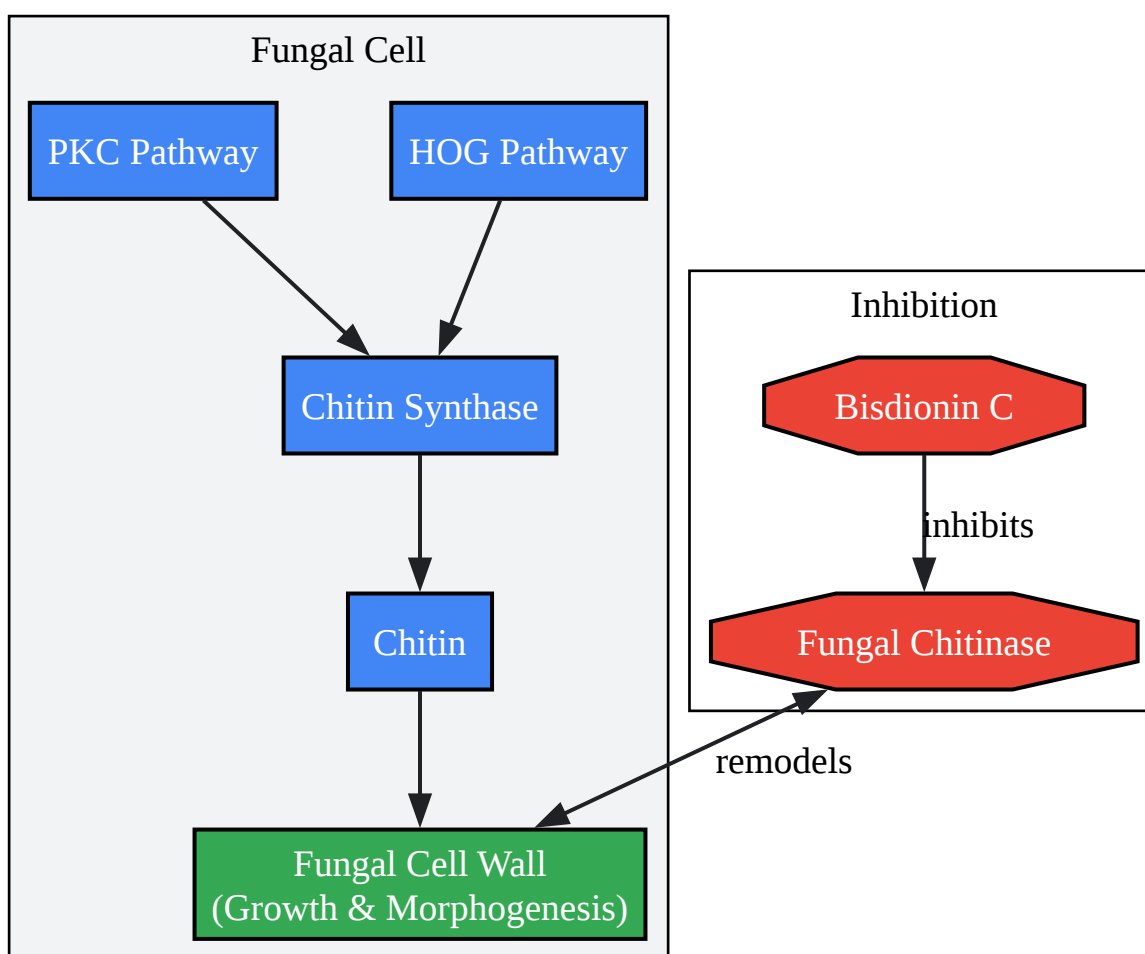 Fungal Cell
PKC Pathway
HOG Pathway
Chitin Synthase
Chitin
Fungal Cell Wall
(Growth & Morphogenesis)
Inhibition
Bisdionin C
inhibits
Fungal Chitinase
remodels